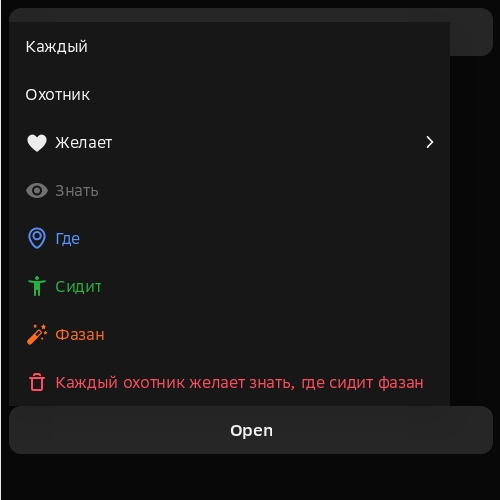 Каждый
Охотник
Желает
Знать
Где
Сидит
Фазан
Каждый охотник желает знать, где сидит фазан
Open